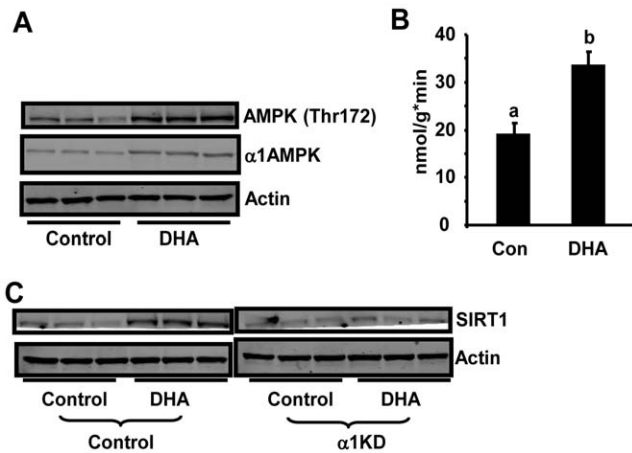 A
AMPK (Thr172)
α1AMPK
Actin
Control DHA
B
nmol/g*min
40
30
20
10
0
a
b
Con DHA
C
SIRT1
Actin
Control DHA Control DHA
Control α1KD